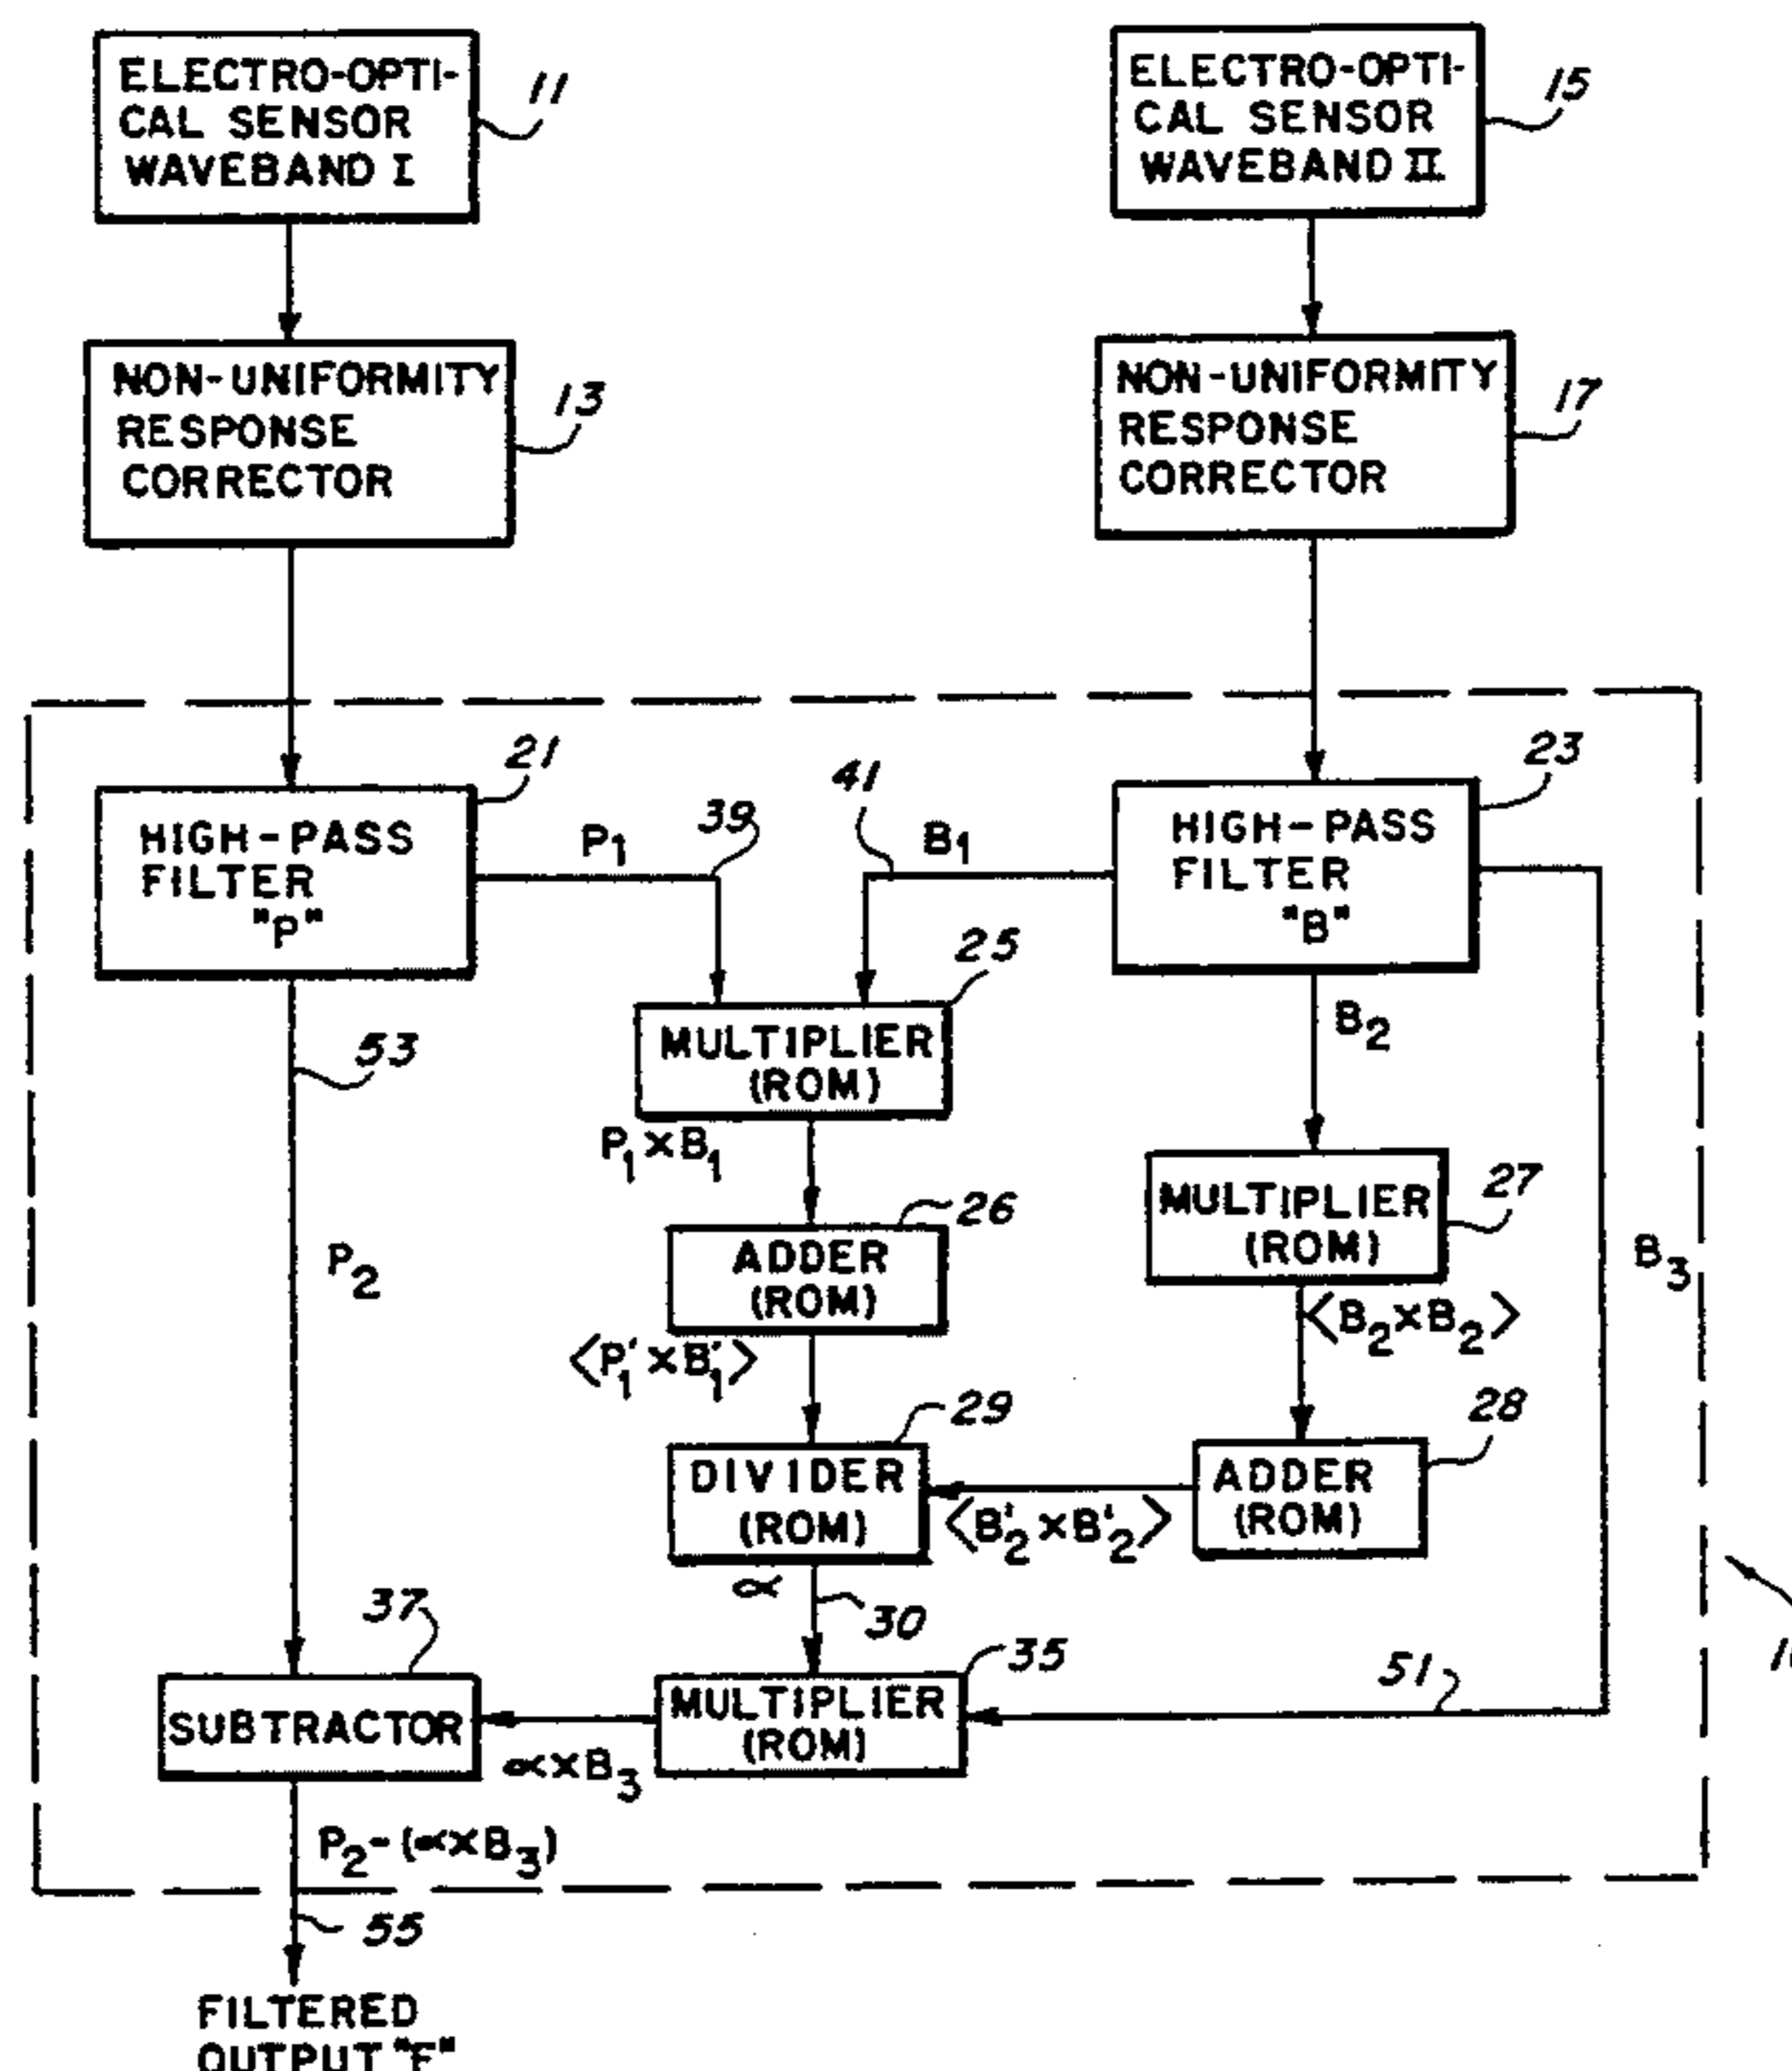 ELECTRO-OPTI-
CAL SENSOR
WAVEBAND I
11
ELECTRO-OPTI-
CAL SENSOR
WAVEBAND II
15
NON-UNIFORMITY
RESPONSE
CORRECTOR
13
NON-UNIFORMITY
RESPONSE
CORRECTOR
17
HIGH-PASS
FILTER
"P"
21
P₁
39
41
B₁
HIGH-PASS
FILTER
"B"
23
53
MULTIPLIER
(ROM)
25
B₂
P₁×B₁
P₂
ADDER
(ROM)
26
MULTIPLIER
(ROM)
27
B₃
<P₁'×B₁'>
<B₂×B₂>
DIVIDER
(ROM)
29
<B'₂×B'₂>
ADDER
(ROM)
28
∝
30
37
SUBTRACTOR
∝×B₃
MULTIPLIER
(ROM)
35
51
P₂-(∝×B₃)
55
FILTERED
OUTPUT "F"